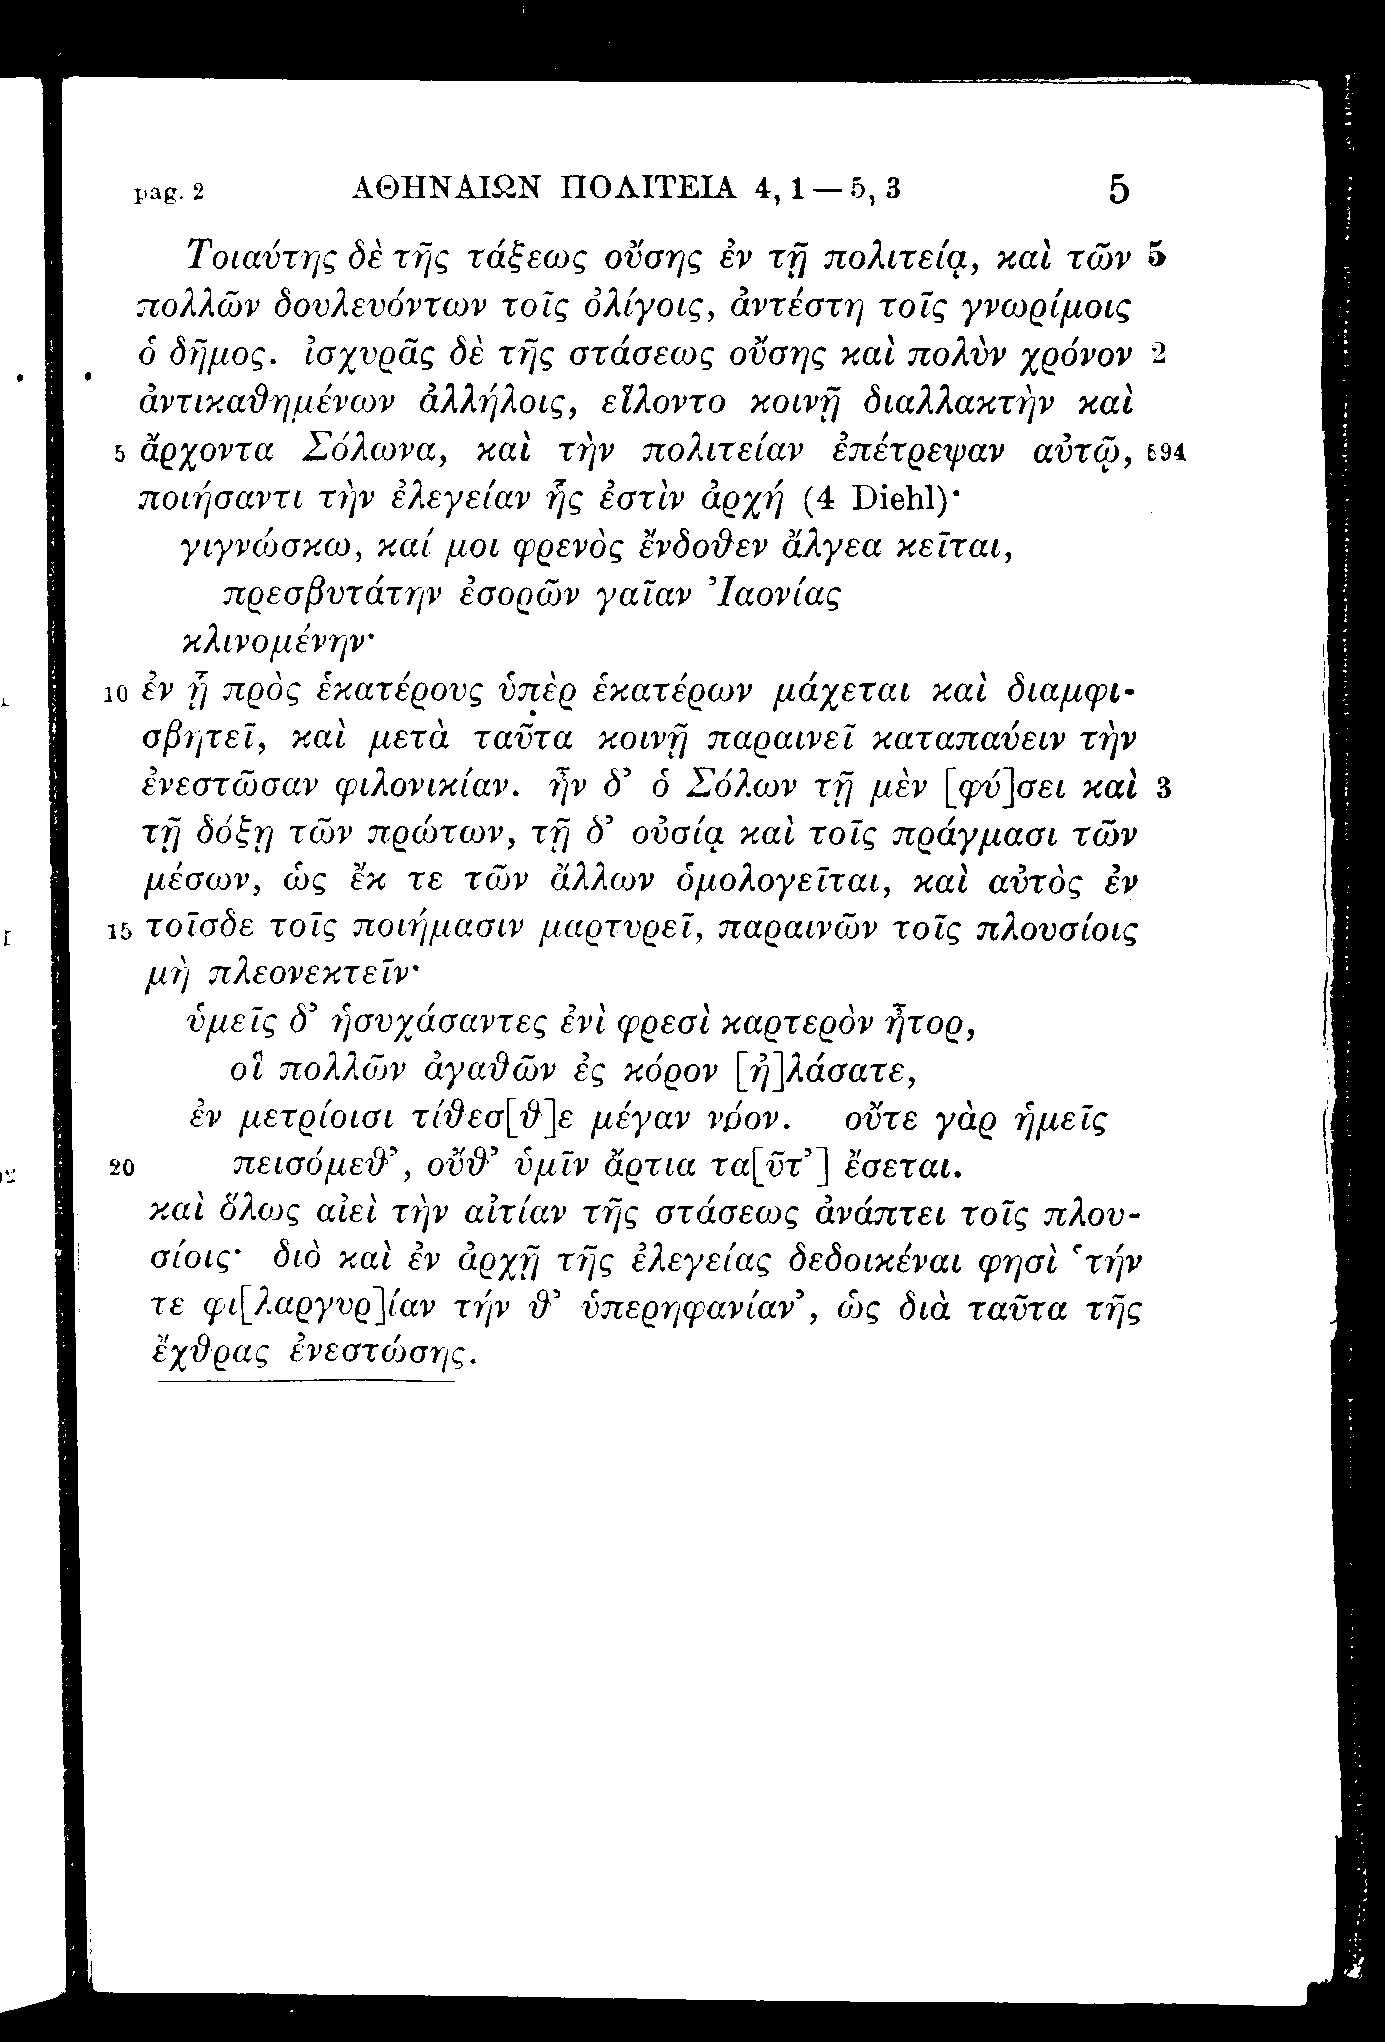 pag. 2 ΑΘΗΝΑΙΩΝ ΠΟΛΙΤΕΙΑ 4, 1 — 5, 3 5
Τοιαύτης δὲ τῆς τάξεως οὔσης ἐν τῇ πολιτείᾳ, καὶ τῶν 5
πολλῶν δουλευόντων τοῖς ὀλίγοις, ἀντέστη τοῖς γνωρίμοις
ὁ δῆμος. ἰσχυρᾶς δὲ τῆς στάσεως οὔσης καὶ πολὺν χρόνον 2
ἀντικαθημένων ἀλλήλοις, εἵλοντο κοινῇ διαλλακτὴν καὶ
5 ἄρχοντα Σόλωνα, καὶ τὴν πολιτείαν ἐπέτρεψαν αὐτῷ, 594
ποιήσαντι τὴν ἐλεγείαν ἧς ἐστὶν ἀρχή (4 Diehl)·
γιγνώσκω, καί μοι φρενὸς ἔνδοθεν ἄλγεα κεῖται,
πρεσβυτάτην ἐσορῶν γαῖαν Ἰαονίας
κλινομένην·
10 ἐν ᾗ πρὸς ἑκατέρους ὑπὲρ ἑκατέρων μάχεται καὶ διαμφι-
σβητεῖ, καὶ μετὰ ταῦτα κοινῇ παραινεῖ καταπαύειν τὴν
ἐνεστῶσαν φιλονικίαν. ἦν δ’ ὁ Σόλων τῇ μὲν [φύ]σει καὶ 3
τῇ δόξῃ τῶν πρώτων, τῇ δ’ οὐσίᾳ καὶ τοῖς πράγμασι τῶν
μέσων, ὡς ἔκ τε τῶν ἄλλων ὁμολογεῖται, καὶ αὐτὸς ἐν
15 τοῖσδε τοῖς ποιήμασιν μαρτυρεῖ, παραινῶν τοῖς πλουσίοις
μὴ πλεονεκτεῖν·
ὑμεῖς δ’ ἡσυχάσαντες ἐνὶ φρεσὶ καρτερὸν ἦτορ,
οἳ πολλῶν ἀγαθῶν ἐς κόρον [ἠ]λάσατε,
ἐν μετρίοισι τίθεσ[θ]ε μέγαν νόον. οὔτε γὰρ ἡμεῖς
20 πεισόμεθ’, οὔθ’ ὑμῖν ἄρτια τα[ῦτ’] ἔσεται.
καὶ ὅλως αἰεὶ τὴν αἰτίαν τῆς στάσεως ἀνάπτει τοῖς πλου-
σίοις· διὸ καὶ ἐν ἀρχῇ τῆς ἐλεγείας δεδοικέναι φησὶ ‘τήν
τε φι[λαργυρ]ίαν τήν θ’ ὑπερηφανίαν’, ὡς διὰ ταῦτα τῆς
ἔχθρας ἐνεστώσης.